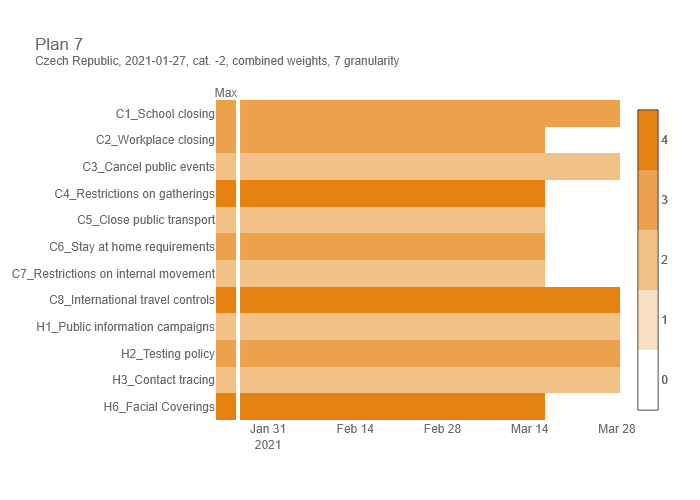 Plan 7
Czech Republic, 2021-01-27, cat. -2, combined weights, 7 granularity
Max
C1_School closing
C2_Workplace closing
C3_Cancel public events
C4_Restrictions on gatherings
C5_Close public transport
C6_Stay at home requirements
C7_Restrictions on internal movement
C8_International travel controls
H1_Public information campaigns
H2_Testing policy
H3_Contact tracing
H6_Facial Coverings
Jan 31 Feb 14 Feb 28 Mar 14 Mar 28
2021
4
3
2
1
0